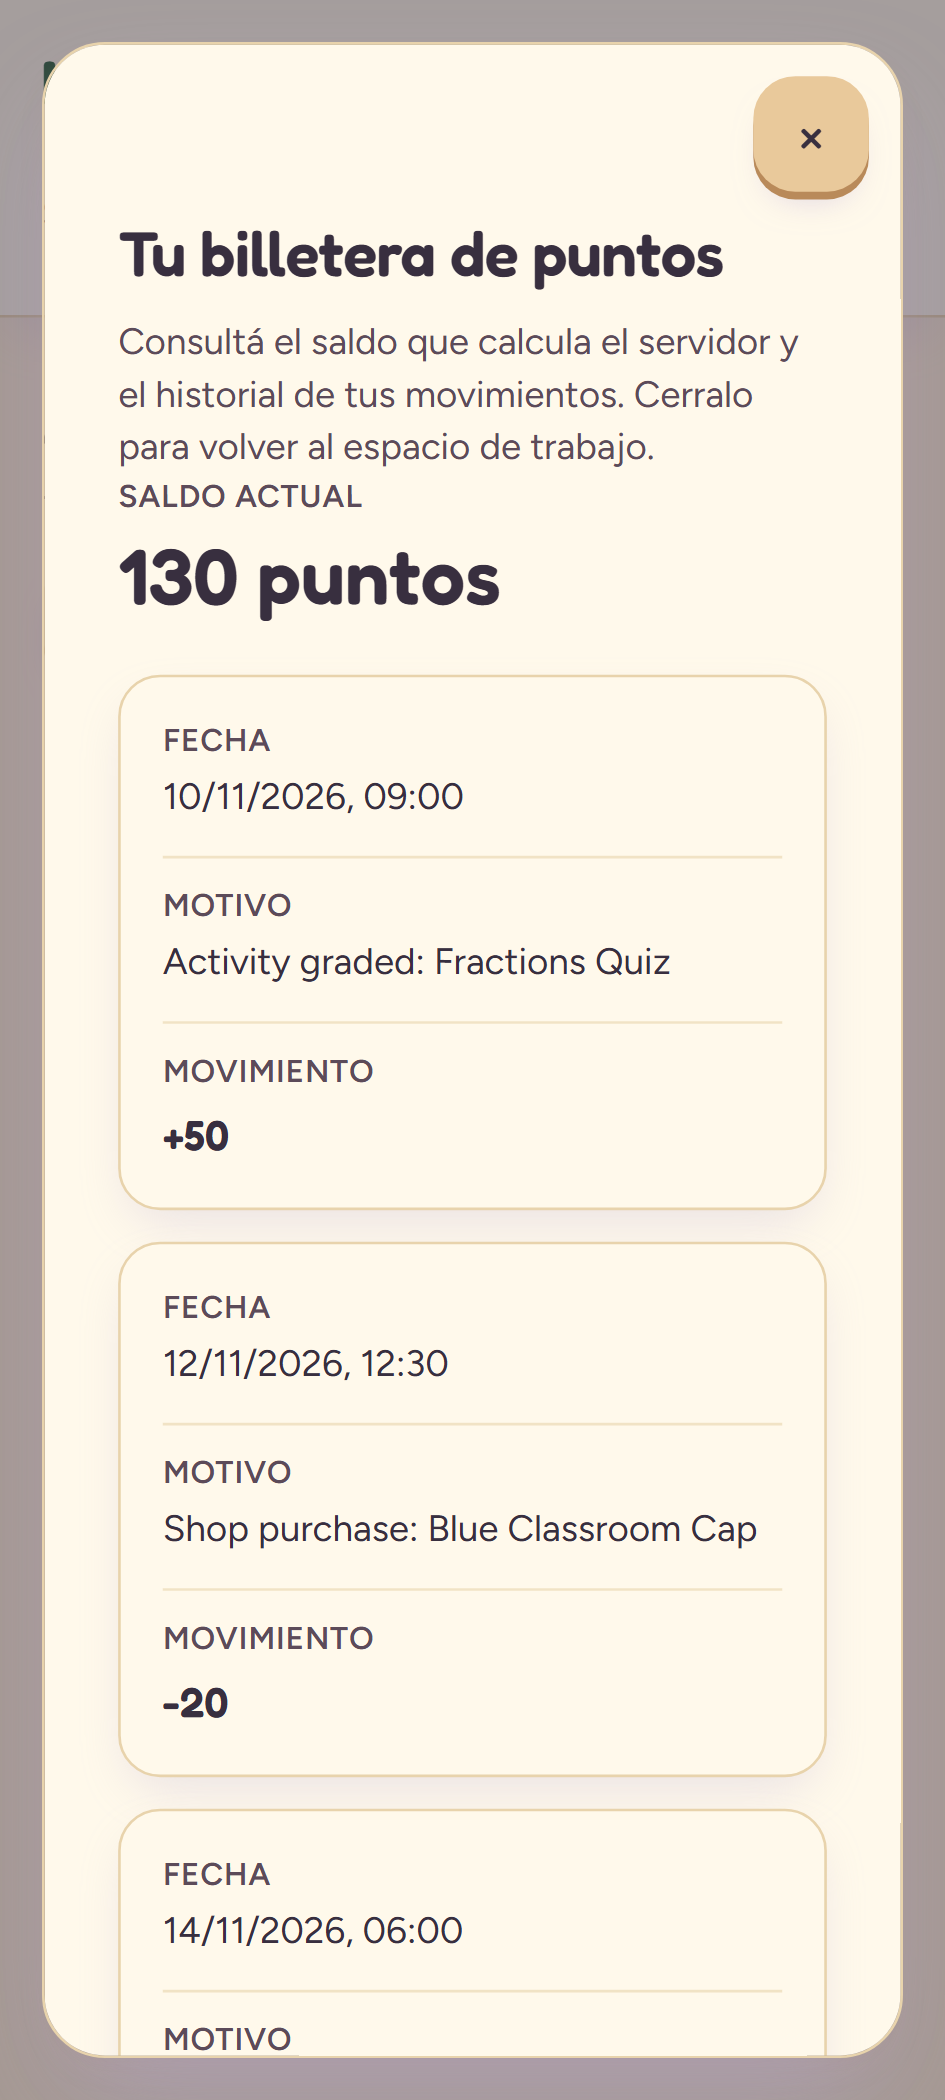 ×
Tu billetera de puntos
Consultá el saldo que calcula el servidor y
el historial de tus movimientos. Cerralo
para volver al espacio de trabajo.
SALDO ACTUAL
130 puntos
FECHA
10/11/2026, 09:00
MOTIVO
Activity graded: Fractions Quiz
MOVIMIENTO
+50
FECHA
12/11/2026, 12:30
MOTIVO
Shop purchase: Blue Classroom Cap
MOVIMIENTO
-20
FECHA
14/11/2026, 06:00
MOTIVO